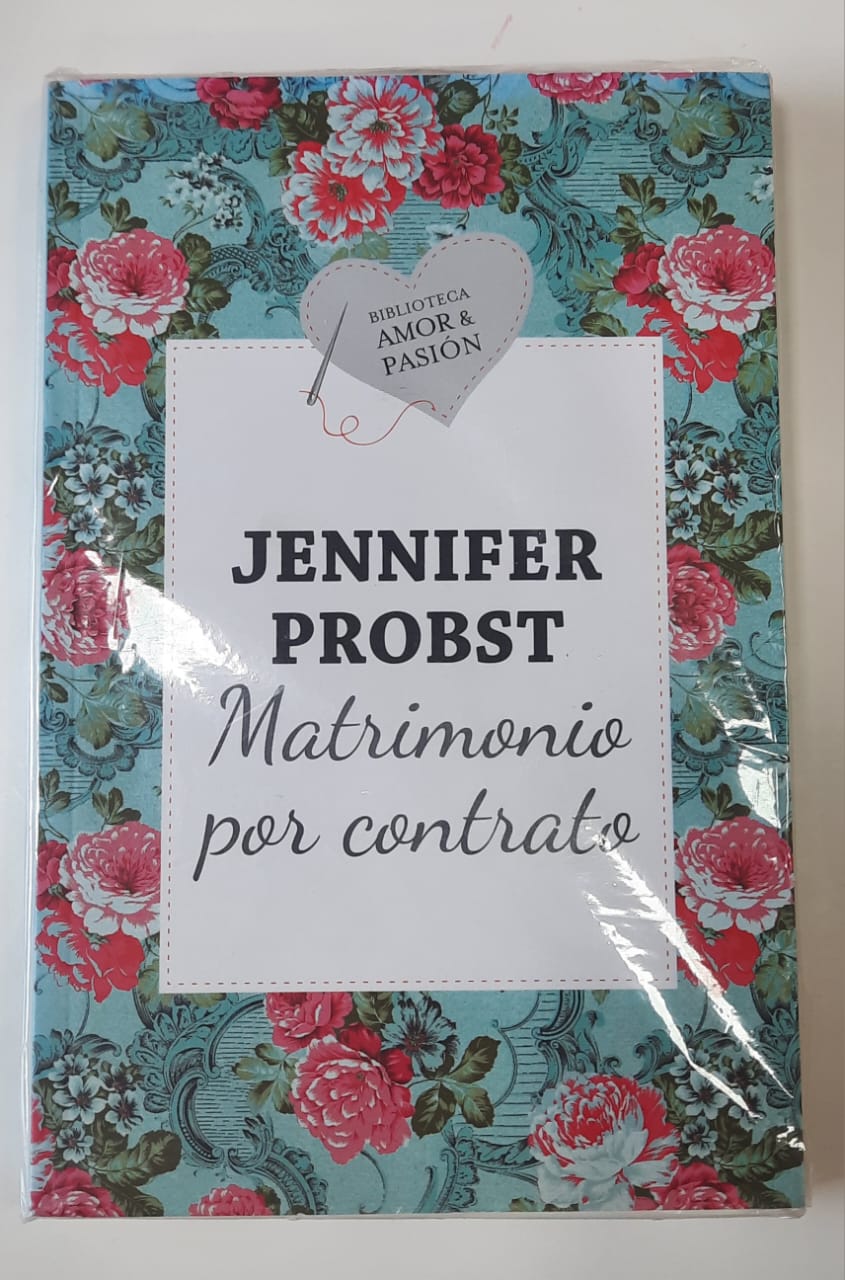 BIBLIOTECA
AMOR &
PASIÓN
JENNIFER
PROBST
Matrimonio
por contrato